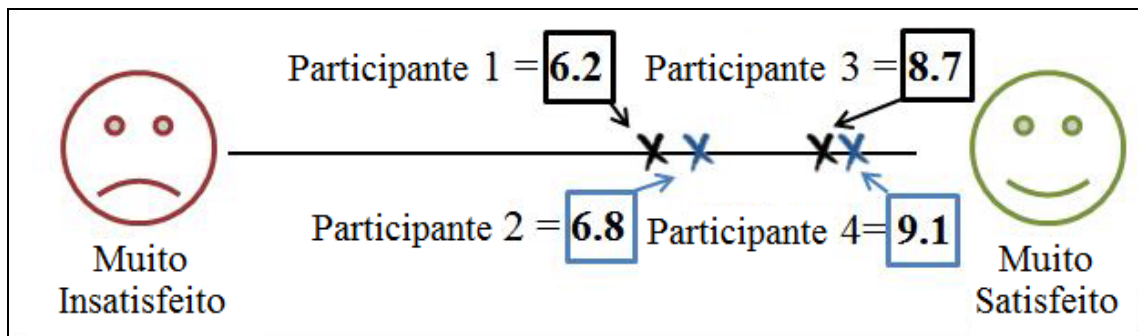 Participante 1 = 6.2
Participante 3 = 8.7
Participante 2 = 6.8
Participante 4= 9.1
Muito
Insatisfeito
Muito
Satisfeito